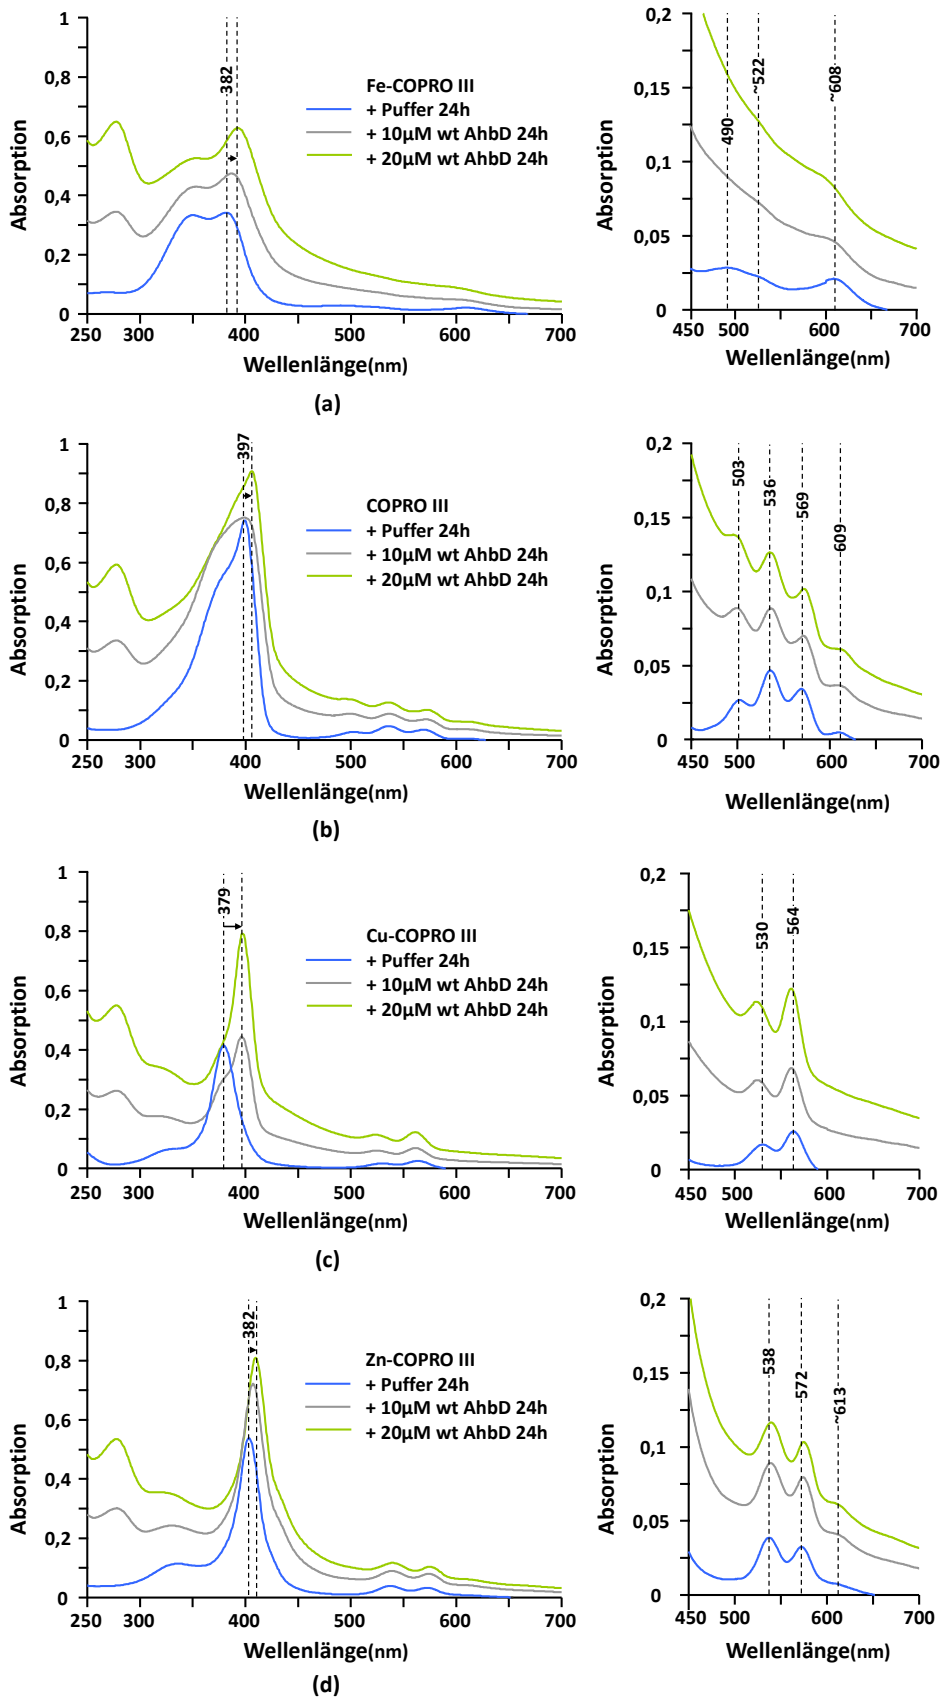 1
0,8
0,6
0,4
0,2
0
Absorption
382
Fe-COPRO III
+ Puffer 24h
+ 10µM wt AhbD 24h
+ 20µM wt AhbD 24h
250 300 400 500 600 700
Wellenlänge(nm)
0,2
0,15
0,1
0,05
0
Absorption
490
~522
~608
450 500 600 700
Wellenlänge(nm)
(a)
1
0,8
0,6
0,4
0,2
0
Absorption
397
COPRO III
+ Puffer 24h
+ 10µM wt AhbD 24h
+ 20µM wt AhbD 24h
250 300 400 500 600 700
Wellenlänge(nm)
0,2
0,15
0,1
0,05
0
Absorption
503
536
569
609
450 500 600 700
Wellenlänge(nm)
(b)
1
0,8
0,6
0,4
0,2
0
Absorption
379
Cu-COPRO III
+ Puffer 24h
+ 10µM wt AhbD 24h
+ 20µM wt AhbD 24h
250 300 400 500 600 700
Wellenlänge(nm)
0,2
0,15
0,1
0,05
0
Absorption
530
564
450 500 600 700
Wellenlänge(nm)
(c)
1
0,8
0,6
0,4
0,2
0
Absorption
382
Zn-COPRO III
+ Puffer 24h
+ 10µM wt AhbD 24h
+ 20µM wt AhbD 24h
250 300 400 500 600 700
Wellenlänge(nm)
0,2
0,15
0,1
0,05
0
Absorption
538
572
~613
450 500 600 700
Wellenlänge(nm)
(d)